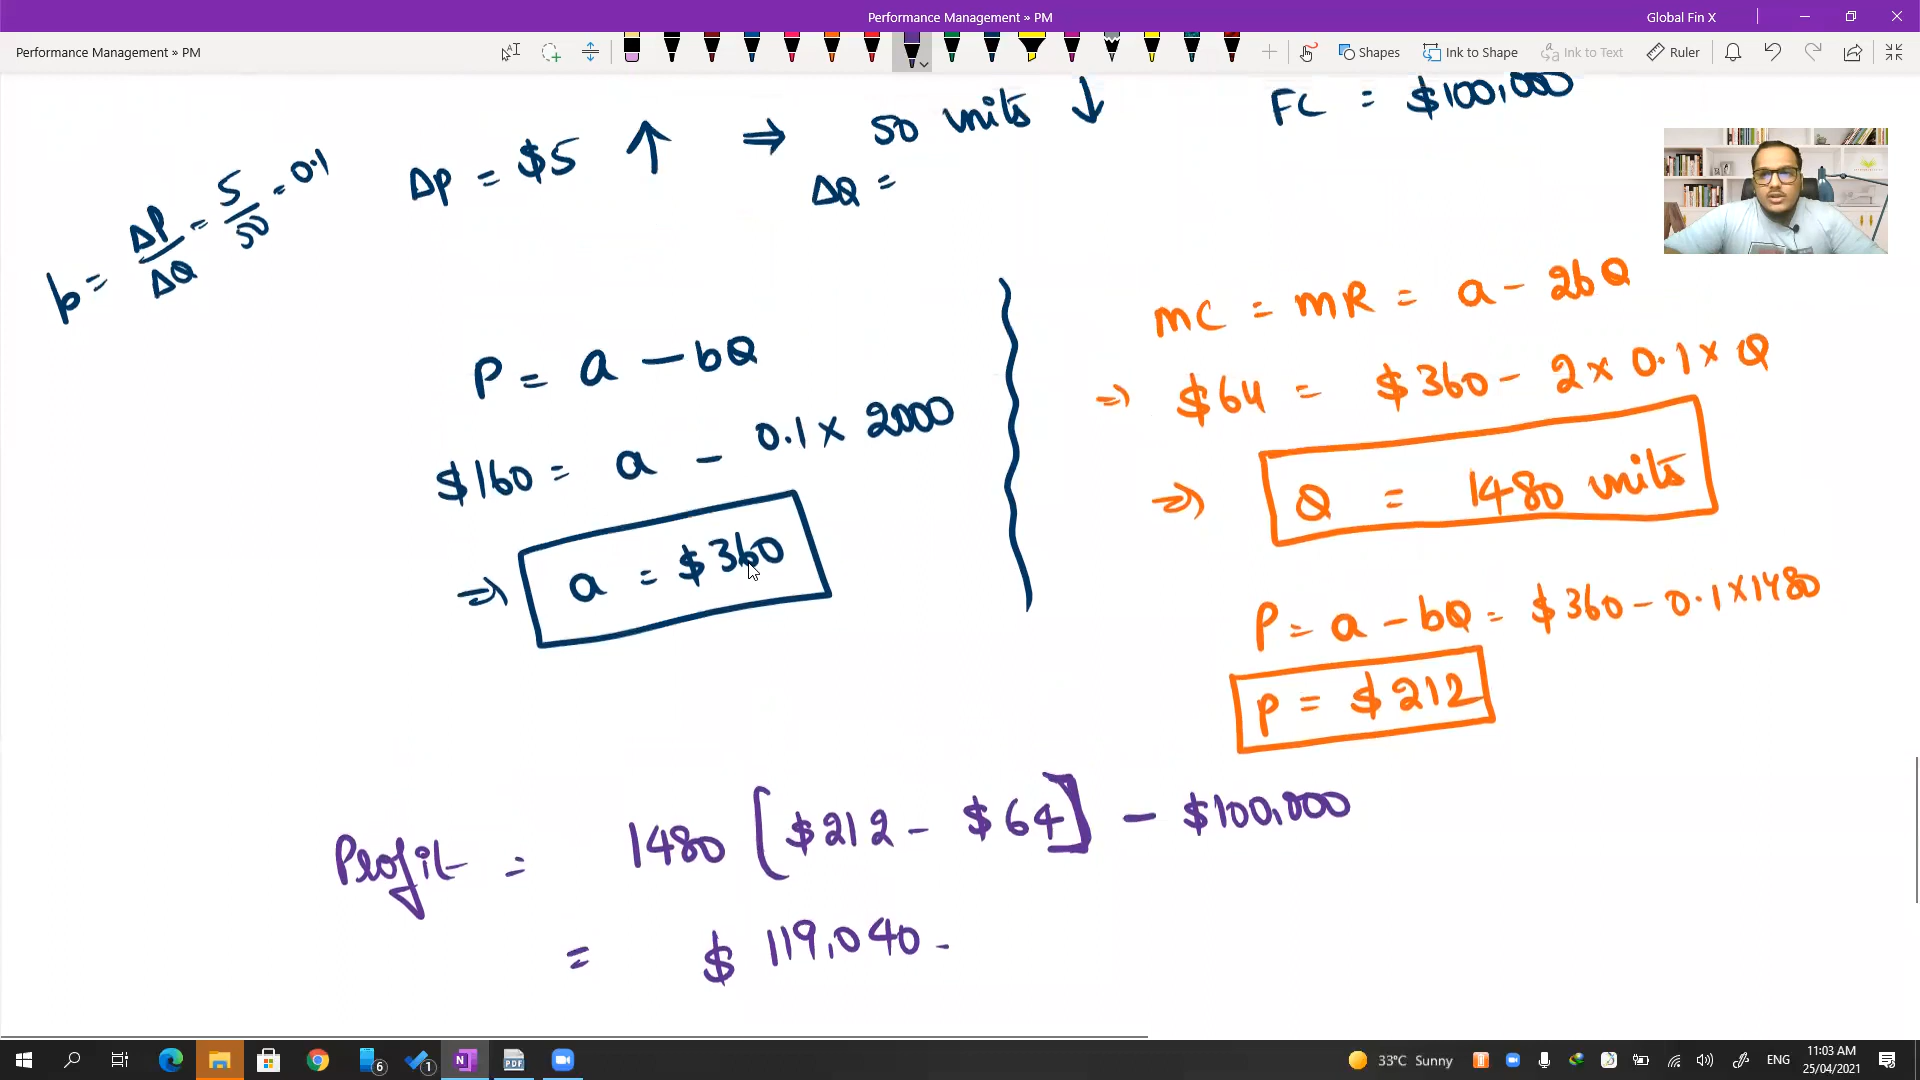 Performance Management » PM
Global Fin X
Performance Management » PM
Shapes
Ink to Shape
Ink to Text
Ruler
ΔP = $5 ↑ ⇒ 50 units ↓
FC = $100,000
ΔQ =
b = ΔP/ΔQ = 5/50 = 0.1
P = a - bQ
$160 = a - 0.1 x 2000
⇒ a = $360
MC = MR = a - 2bQ
⇒ $64 = $360 - 2 x 0.1 x Q
⇒ Q = 1480 units
P = a - bQ = $360 - 0.1 x 1480
P = $212
Profit = 1480 [$212 - $64] - $100,000
= $119,040 -
6
1
PDF
33°C Sunny
ENG
11:03 AM
25/04/2021